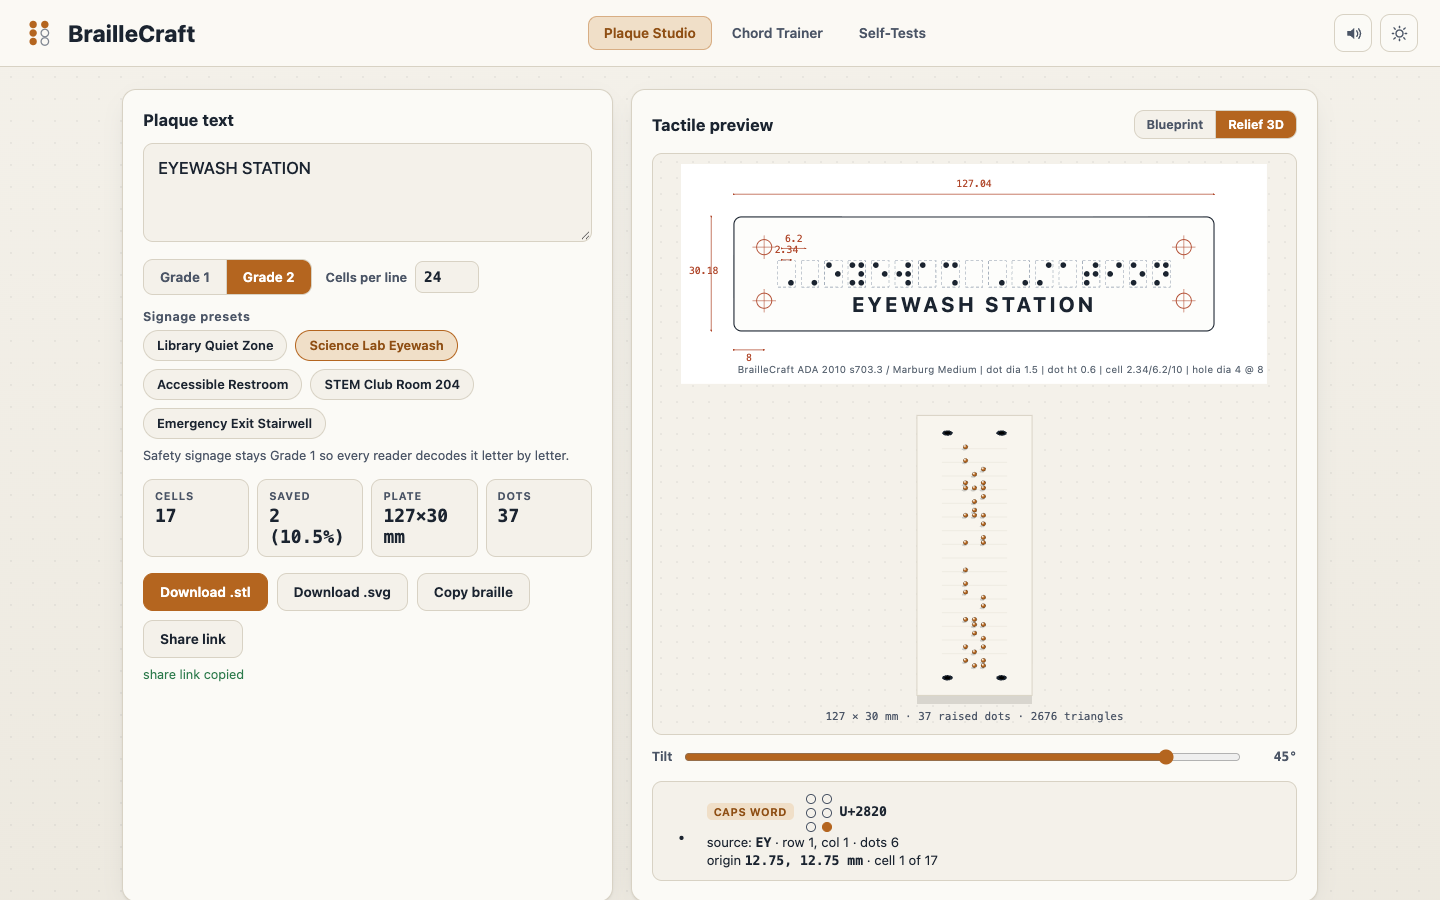 BrailleCraft
Plaque Studio
Chord Trainer
Self-Tests
Plaque text
EYEWASH STATION
Grade 1
Grade 2
Cells per line
24
Signage presets
Library Quiet Zone
Science Lab Eyewash
Accessible Restroom
STEM Club Room 204
Emergency Exit Stairwell
Safety signage stays Grade 1 so every reader decodes it letter by letter.
CELLS
17
SAVED
2
(10.5%)
PLATE
127×30
mm
DOTS
37
Download .stl
Download .svg
Copy braille
Share link
share link copied
Tactile preview
Blueprint
Relief 3D
127.04
6.2
2.34
30.18
EYEWASH STATION
8
BrailleCraft ADA 2010 s703.3 / Marburg Medium | dot dia 1.5 | dot ht 0.6 | cell 2.34/6.2/10 | hole dia 4 @ 8
127 × 30 mm · 37 raised dots · 2676 triangles
Tilt
45°
CAPS WORD
U+2820
source: EY · row 1, col 1 · dots 6
origin 12.75, 12.75 mm · cell 1 of 17